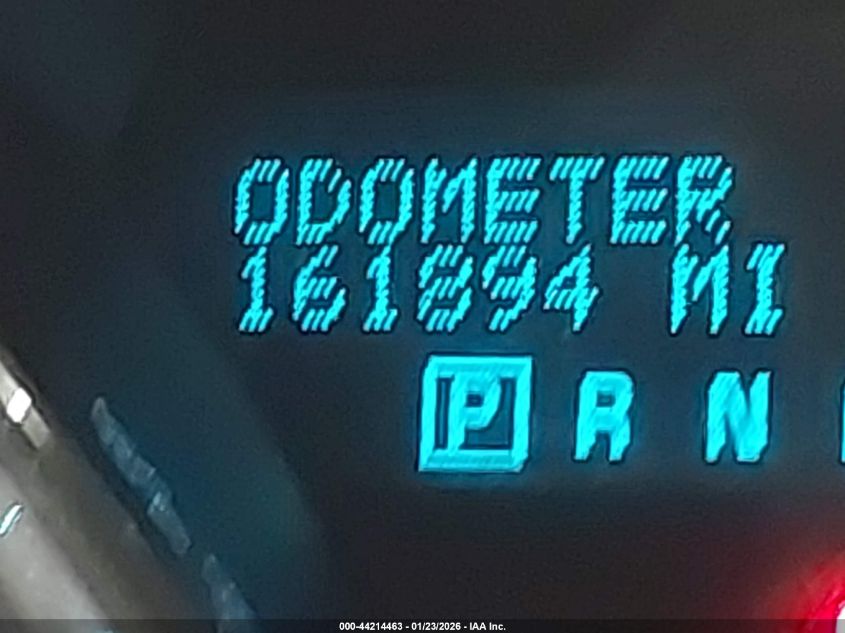 ODOMETER
161894 MI
P R N
000-44214463 - 01/23/2026 - IAA Inc.